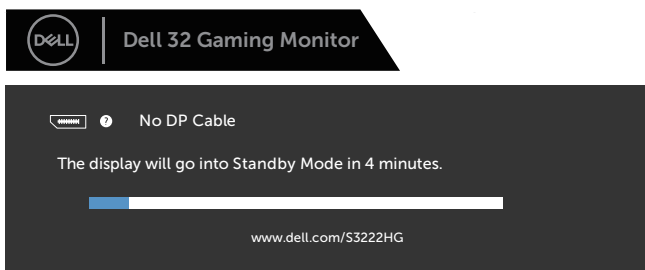 DELL
Dell 32 Gaming Monitor
? No DP Cable
The display will go into Standby Mode in 4 minutes.
www.dell.com/S3222HG